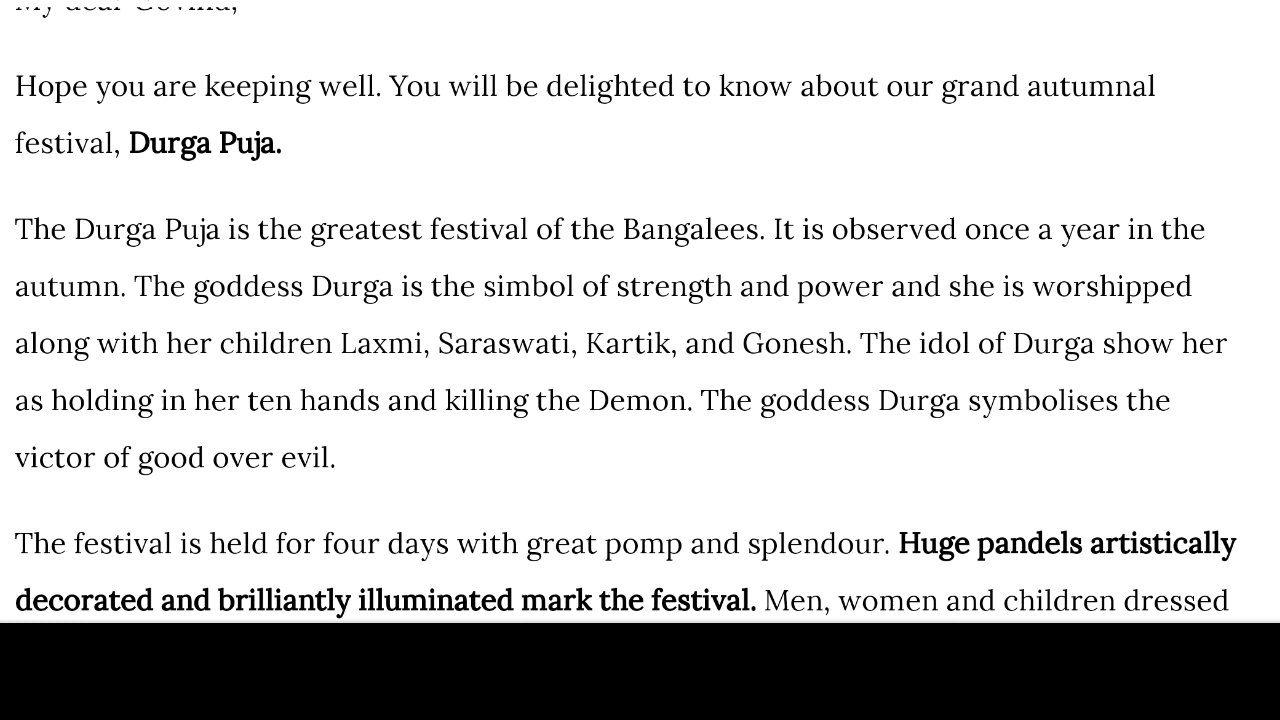 My dear Govind,
Hope you are keeping well. You will be delighted to know about our grand autumnal
festival, Durga Puja.
The Durga Puja is the greatest festival of the Bangalees. It is observed once a year in the
autumn. The goddess Durga is the simbol of strength and power and she is worshipped
along with her children Laxmi, Saraswati, Kartik, and Gonesh. The idol of Durga show her
as holding in her ten hands and killing the Demon. The goddess Durga symbolises the
victor of good over evil.
The festival is held for four days with great pomp and splendour. Huge pandels artistically
decorated and brilliantly illuminated mark the festival. Men, women and children dressed